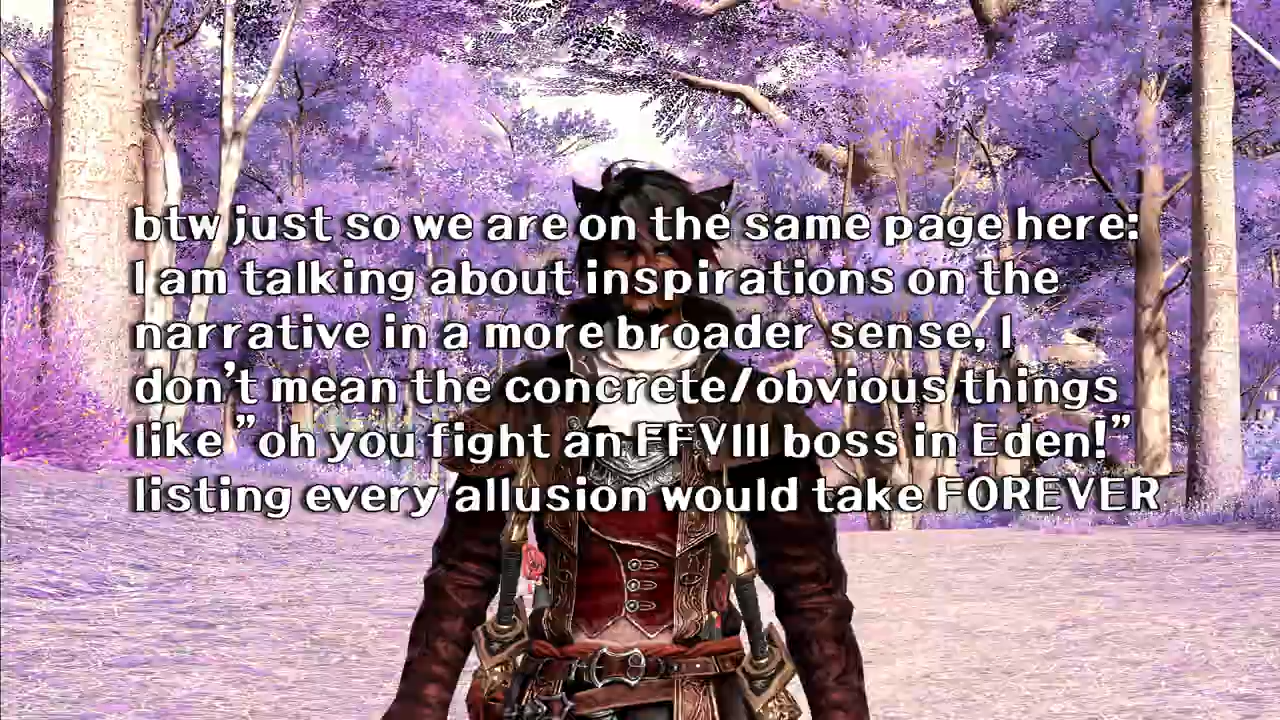 btw just so we are on the same page here:
I am talking about inspirations on the
narrative in a more broader sense, I
don't mean the concrete/obvious things
like "oh you fight an FFVIII boss in Eden!"
listing every allusion would take FOREVER